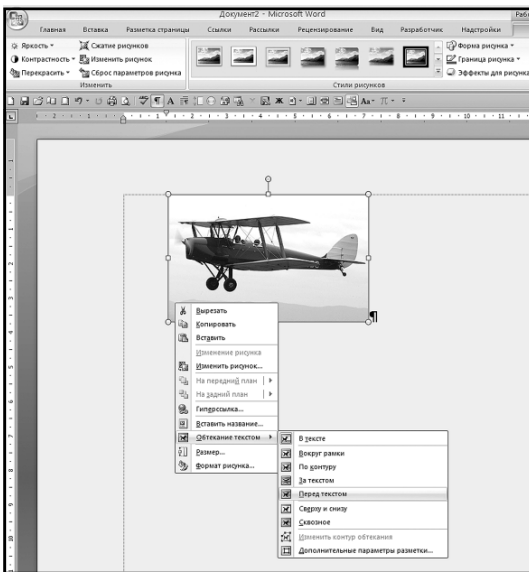 Документ2 - Microsoft Word
Рабо
Главная Вставка Разметка страницы Ссылки Рассылки Рецензирование Вид Разработчик Надстройки
Яркость Сжатие рисунков Форма рисунка
Контрастность Изменить рисунок Граница рисунка
Перекрасить Сброс параметров рисунка Эффекты для рисунка
Изменить Стили рисунков
Вырезать
Копировать
Вставить
Изменение рисунка
Изменить рисунок...
На передний план
На задний план
Гиперссылка...
Вставить название...
Обтекание текстом
Размер...
Формат рисунка...
В тексте
Вокруг рамки
По контуру
За текстом
Перед текстом
Сверху и снизу
Сквозное
Изменить контур обтекания
Дополнительные параметры разметки...